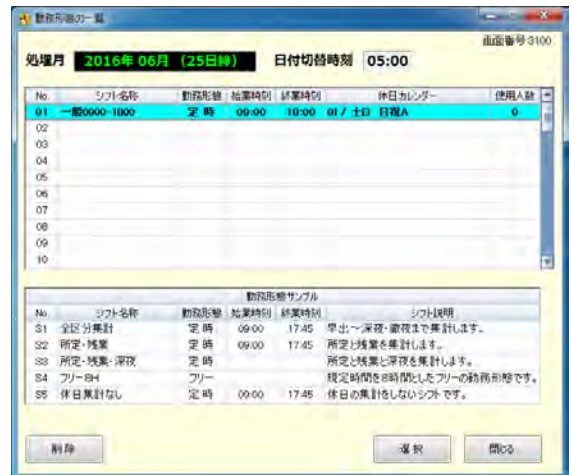 勤務形態の一覧
画面番号:3100
処理月 2016年 06月 (25日締) 日付切替時刻 05:00
No. シフト名称 勤務形態 始業時刻 終業時刻 休日カレンダー 使用人数
01 一般0900-1800 定 時 09:00 18:00 01 / 土日 日祝A 0
02
03
04
05
06
07
08
09
10
勤務形態サンプル
No. シフト名称 勤務形態 始業時刻 終業時刻 シフト説明
S1 全区分集計 定 時 09:00 17:45 早出~深夜・徹夜まで集計します。
S2 所定・残業 定 時 09:00 17:45 所定と残業を集計します。
S3 所定・残業・深夜 定 時 所定と残業と深夜を集計します。
S4 フリー8H フリー 規定時間を8時間としたフリーの勤務形態です。
S5 休日集計なし 定 時 09:00 17:45 休日の集計をしないシフトです。
削 除 選 択 閉じる